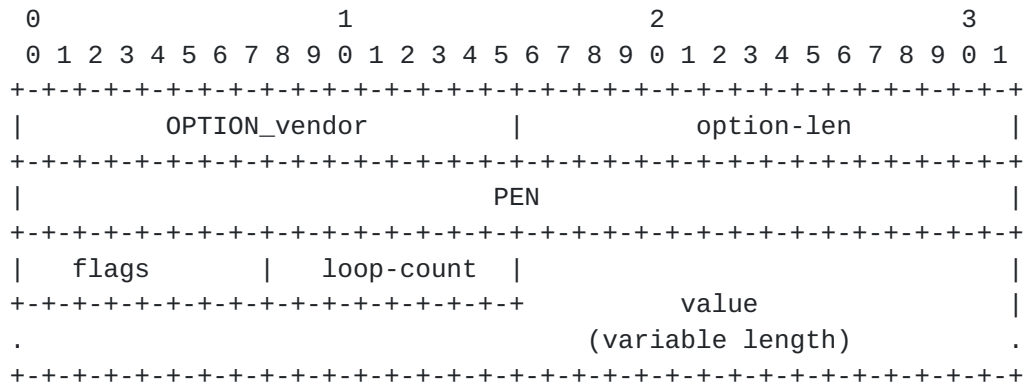 0                   1                   2                   3
 0 1 2 3 4 5 6 7 8 9 0 1 2 3 4 5 6 7 8 9 0 1 2 3 4 5 6 7 8 9 0 1
+-+-+-+-+-+-+-+-+-+-+-+-+-+-+-+-+-+-+-+-+-+-+-+-+-+-+-+-+-+-+-+-+
|         OPTION_vendor         |           option-len          |
+-+-+-+-+-+-+-+-+-+-+-+-+-+-+-+-+-+-+-+-+-+-+-+-+-+-+-+-+-+-+-+-+
|                              PEN                              |
+-+-+-+-+-+-+-+-+-+-+-+-+-+-+-+-+-+-+-+-+-+-+-+-+-+-+-+-+-+-+-+-+
|   flags       |   loop-count  |                               |
+-+-+-+-+-+-+-+-+-+-+-+-+-+-+-+-+          value                |
.                                    (variable length)          .
+-+-+-+-+-+-+-+-+-+-+-+-+-+-+-+-+-+-+-+-+-+-+-+-+-+-+-+-+-+-+-+-+